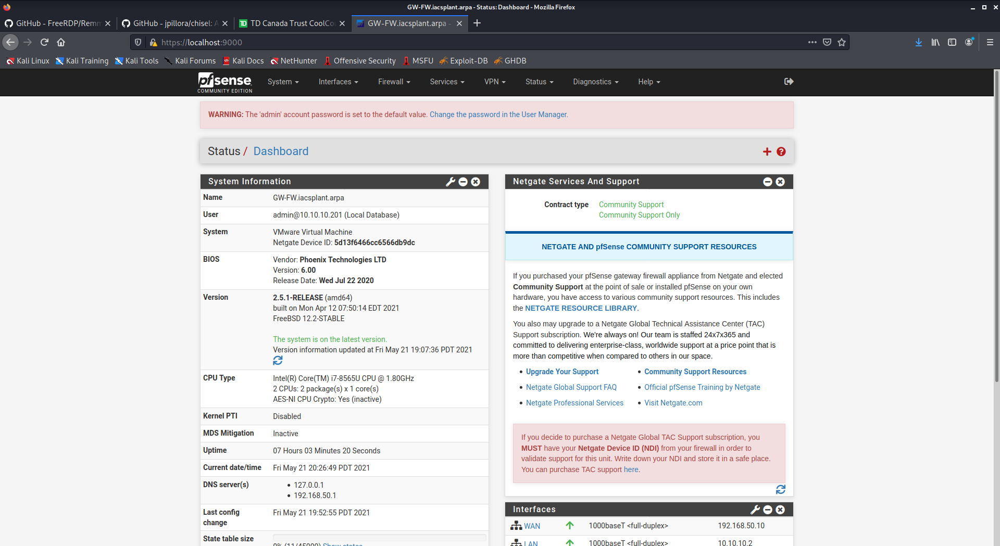 GW-FW.iacsplant.arpa - Status: Dashboard - Mozilla Firefox
GitHub - FreeRDP/Remm
GitHub - jpillora/chisel: A
TD Canada Trust CoolCo
GW-FW.iacsplant.arpa -
https://localhost:9000
Kali Linux Kali Training Kali Tools Kali Forums Kali Docs NetHunter Offensive Security MSFU Exploit-DB GHDB
pfsense
COMMUNITY EDITION
System Interfaces Firewall Services VPN Status Diagnostics Help
WARNING: The 'admin' account password is set to the default value. Change the password in the User Manager.
Status / Dashboard
System Information
Name GW-FW.iacsplant.arpa
User admin@10.10.10.201 (Local Database)
System VMware Virtual Machine
Netgate Device ID: 5d13f6466cc6566db9dc
BIOS Vendor: Phoenix Technologies LTD
Version: 6.00
Release Date: Wed Jul 22 2020
Version 2.5.1-RELEASE (amd64)
built on Mon Apr 12 07:50:14 EDT 2021
FreeBSD 12.2-STABLE
The system is on the latest version.
Version information updated at Fri May 21 19:07:36 PDT 2021
CPU Type Intel(R) Core(TM) i7-8565U CPU @ 1.80GHz
2 CPUs: 2 package(s) x 1 core(s)
AES-NI CPU Crypto: Yes (inactive)
Kernel PTI Disabled
MDS Mitigation Inactive
Uptime 07 Hours 03 Minutes 20 Seconds
Current date/time Fri May 21 20:26:49 PDT 2021
DNS server(s) • 127.0.0.1
• 192.168.50.1
Last config change Fri May 21 19:52:55 PDT 2021
State table size
0% (11/45000) Show states
Netgate Services And Support
Contract type Community Support
Community Support Only
NETGATE AND pfSense COMMUNITY SUPPORT RESOURCES
If you purchased your pfSense gateway firewall appliance from Netgate and elected
Community Support at the point of sale or installed pfSense on your own
hardware, you have access to various community support resources. This includes
the NETGATE RESOURCE LIBRARY.
You also may upgrade to a Netgate Global Technical Assistance Center (TAC)
Support subscription. We're always on! Our team is staffed 24x7x365 and
committed to delivering enterprise-class, worldwide support at a price point that is
more than competitive when compared to others in our space.
• Upgrade Your Support • Community Support Resources
• Netgate Global Support FAQ • Official pfSense Training by Netgate
• Netgate Professional Services • Visit Netgate.com
If you decide to purchase a Netgate Global TAC Support subscription, you
MUST have your Netgate Device ID (NDI) from your firewall in order to
validate support for this unit. Write down your NDI and store it in a safe place.
You can purchase TAC support here.
Interfaces
WAN 1000baseT <full-duplex> 192.168.50.10
LAN 1000baseT <full-duplex> 10.10.10.2